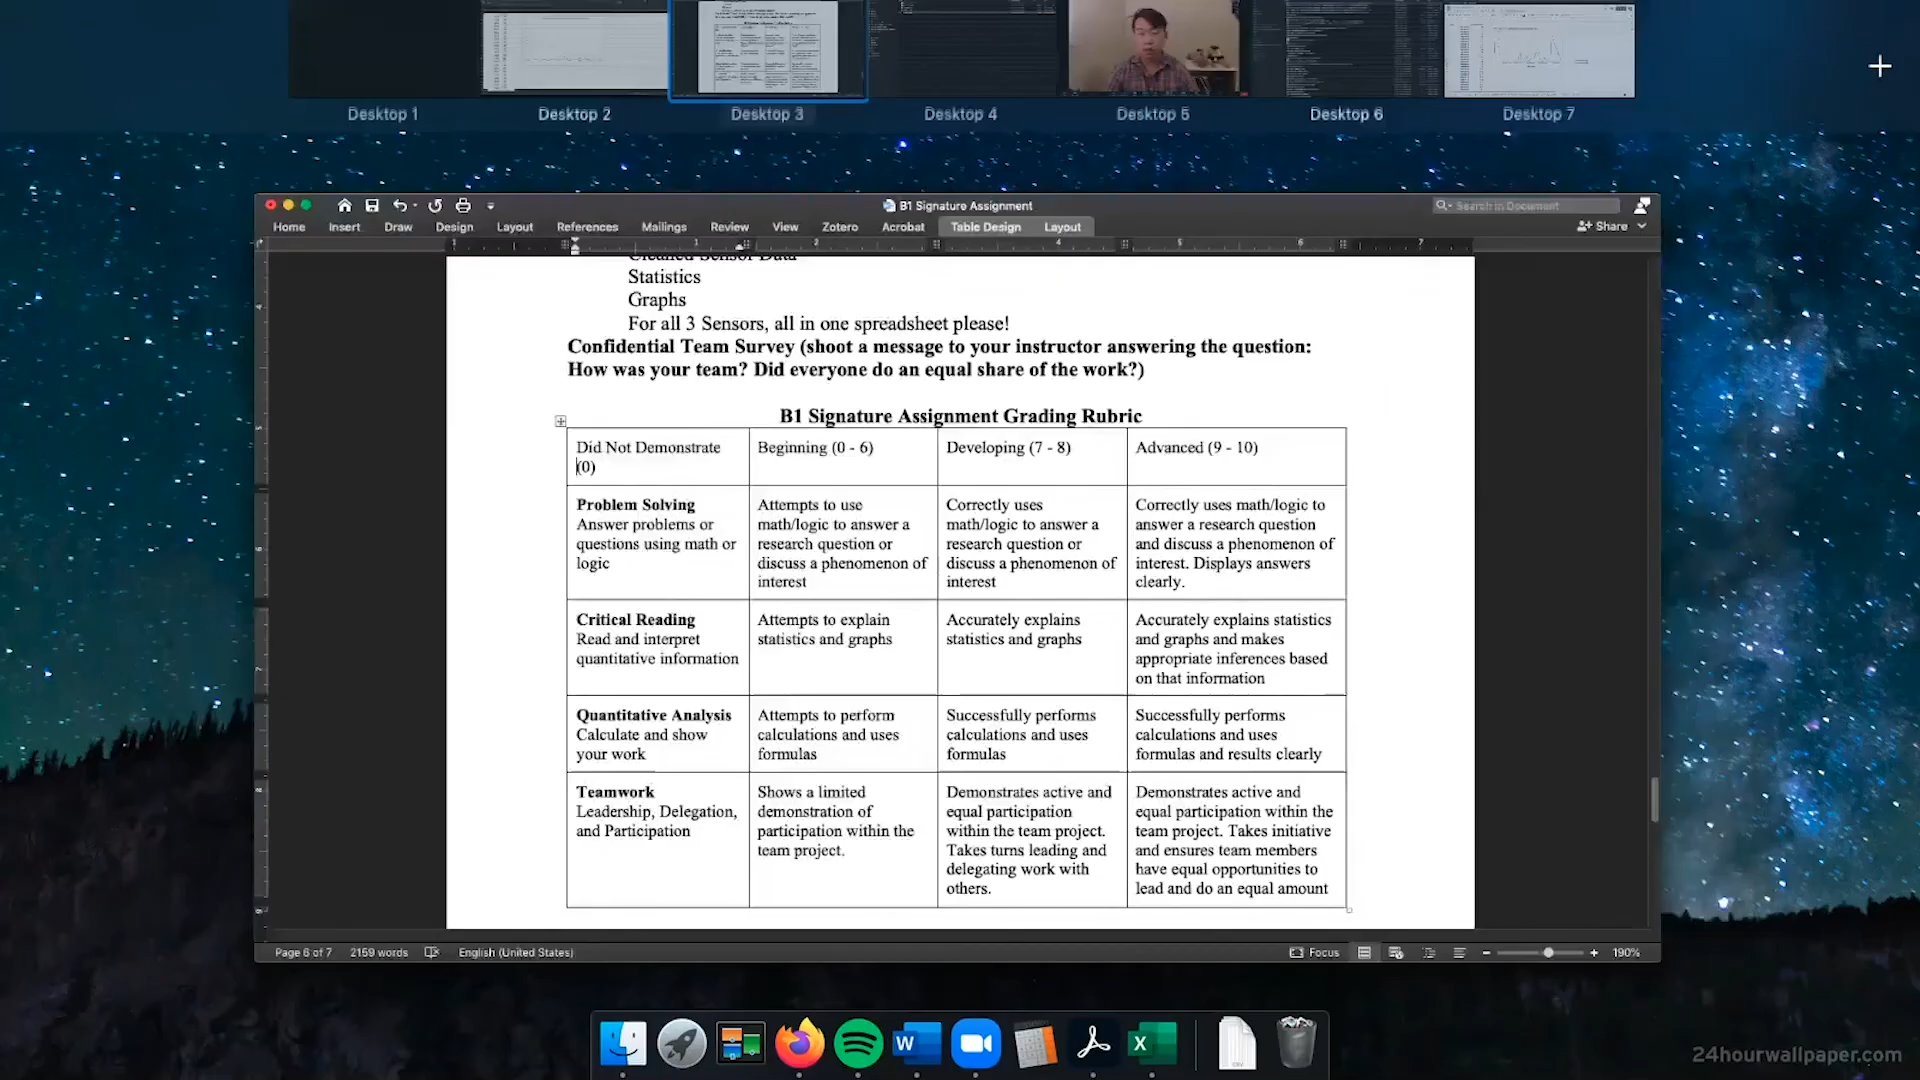 Desktop 1
Desktop 2
Desktop 3
Desktop 4
Desktop 5
Desktop 6
Desktop 7
B1 Signature Assignment
Search in Document
Home Insert Draw Design Layout References Mailings Review View Zotero Acrobat Table Design Layout Share
1 1 2 4 5 6 7
Cleaned Sensor Data
Statistics
Graphs
For all 3 Sensors, all in one spreadsheet please!
Confidential Team Survey (shoot a message to your instructor answering the question:
How was your team? Did everyone do an equal share of the work?)
B1 Signature Assignment Grading Rubric
Did Not Demonstrate
(0)
Beginning (0 - 6)
Developing (7 - 8)
Advanced (9 - 10)
Problem Solving
Answer problems or
questions using math or
logic
Attempts to use
math/logic to answer a
research question or
discuss a phenomenon of
interest
Correctly uses
math/logic to answer a
research question or
discuss a phenomenon of
interest
Correctly uses math/logic to
answer a research question
and discuss a phenomenon of
interest. Displays answers
clearly.
Critical Reading
Read and interpret
quantitative information
Attempts to explain
statistics and graphs
Accurately explains
statistics and graphs
Accurately explains statistics
and graphs and makes
appropriate inferences based
on that information
Quantitative Analysis
Calculate and show
your work
Attempts to perform
calculations and uses
formulas
Successfully performs
calculations and uses
formulas
Successfully performs
calculations and uses
formulas and results clearly
Teamwork
Leadership, Delegation,
and Participation
Shows a limited
demonstration of
participation within the
team project.
Demonstrates active and
equal participation
within the team project.
Takes turns leading and
delegating work with
others.
Demonstrates active and
equal participation within the
team project. Takes initiative
and ensures team members
have equal opportunities to
lead and do an equal amount
Page 6 of 7 2159 words English (United States) Focus 190%
24hourwallpaper.com